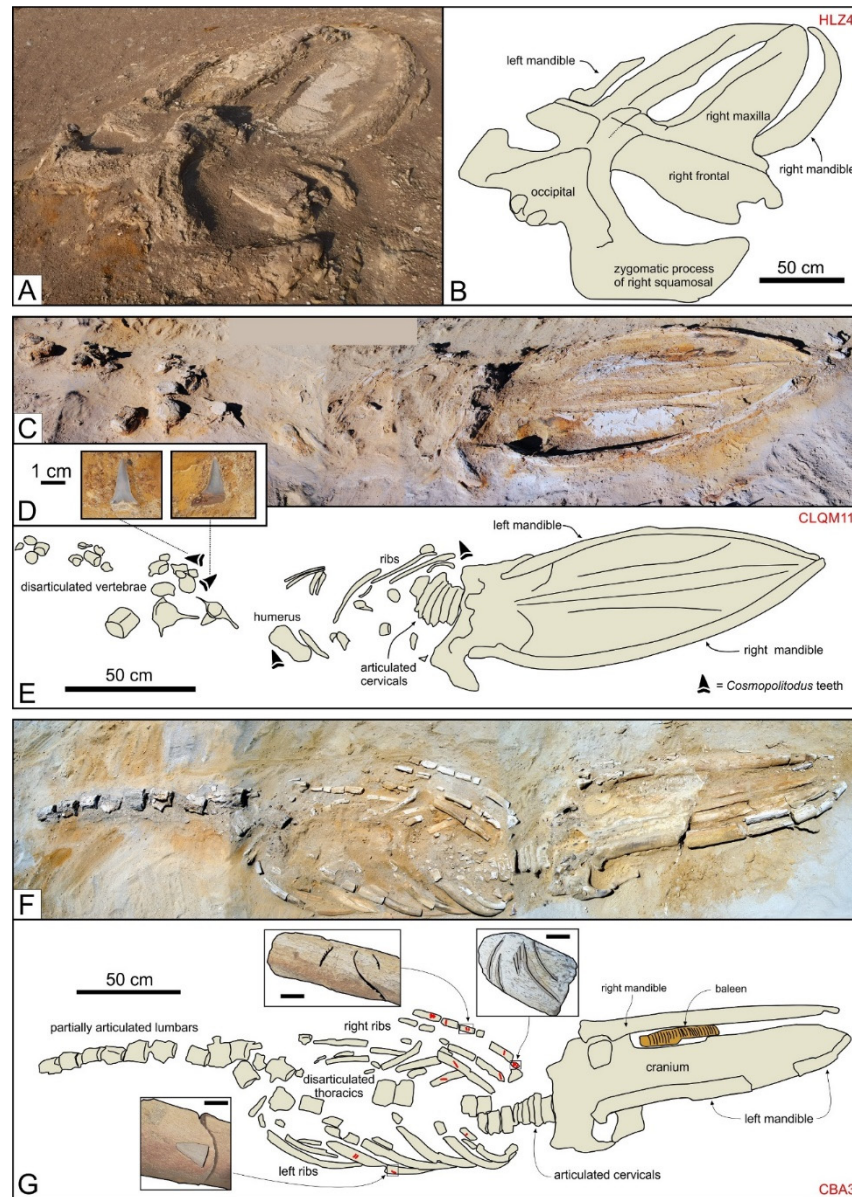 HLZ4
left mandible
right maxilla
right mandible
right frontal
occipital
zygomatic process
of right squamosal
50 cm
A
B
C
1 cm
D
CLQM11
left mandible
ribs
disarticulated vertebrae
humerus
articulated
cervicals
right mandible
50 cm
= Cosmopolitodus teeth
E
F
50 cm
right mandible
baleen
partially articulated lumbars
right ribs
cranium
disarticulated
thoracics
left mandible
left ribs
articulated cervicals
G
CBA3